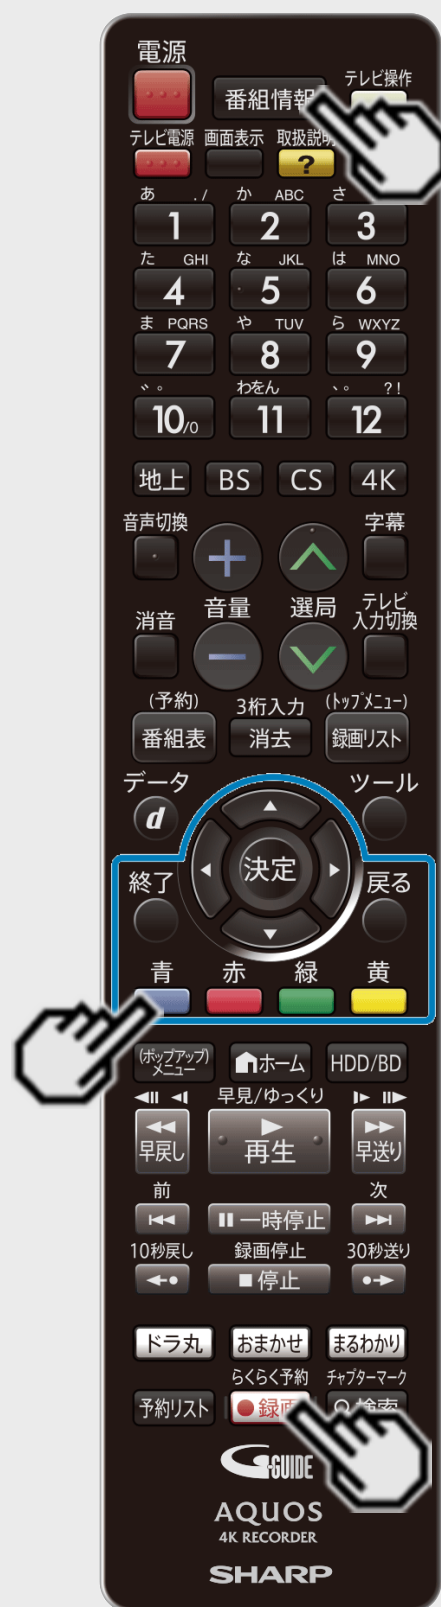 電源
番組情報
テレビ操作
テレビ電源 画面表示 取扱説明
?
あ ./ か ABC さ
1 2 3
た GHI な JKL は MNO
4 5 6
ま PQRS や TUV ら WXYZ
7 8 9
゛゜ わをん 、。 ?!
10/0 11 12
地上 BS CS 4K
音声切換 字幕
+
消音 音量 選局 テレビ
入力切換
−
(予約) 3桁入力 (トップメニュー)
番組表 消去 録画リスト
データ ツール
d
決定
終了 戻る
青 赤 緑 黄
(ポップアップ)
メニュー ホーム HDD/BD
早見/ゆっくり
早戻し 再生 早送り
前 次
一時停止
10秒戻し 録画停止 30秒送り
停止
ドラ丸 おまかせ まるわかり
らくらく予約 チャプターマーク
予約リスト 録画 検索
G-GUIDE
AQUOS
4K RECORDER
SHARP